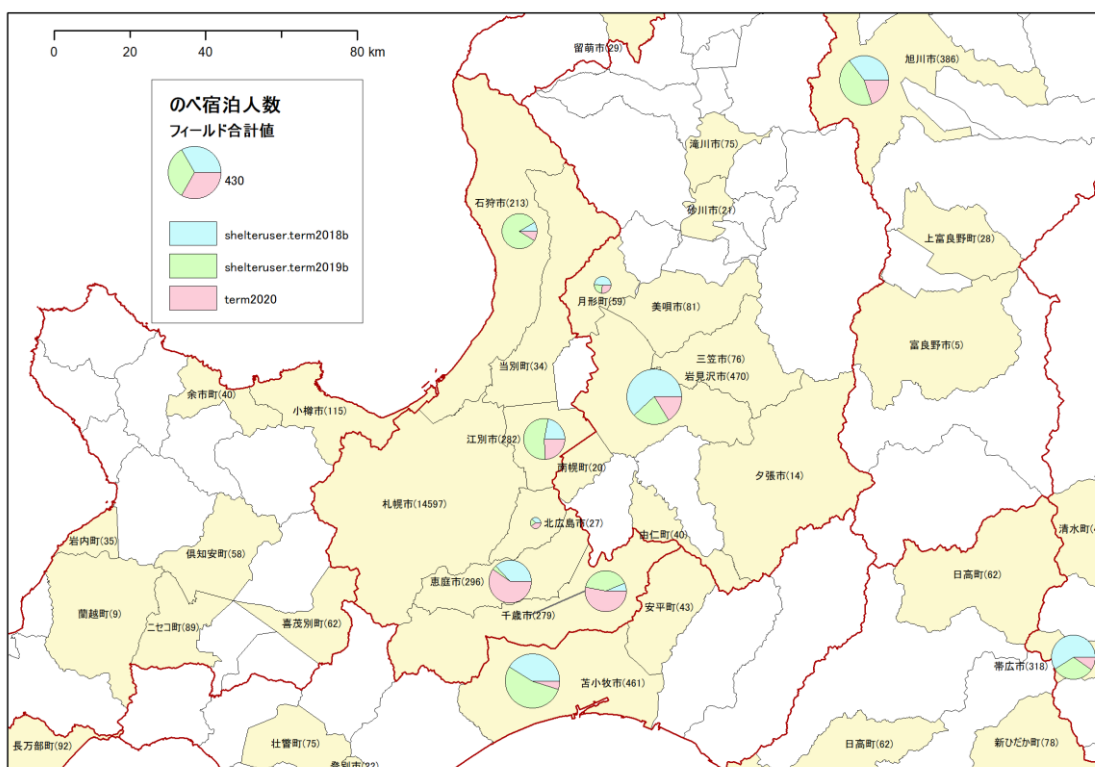 0 20 40 80 km
のべ宿泊人数
フィールド合計値
430
shelteruser.term2018b
shelteruser.term2019b
term2020
留萌市(29)
旭川市(386)
滝川市(75)
砂川市(21)
石狩市(213)
上富良野町(28)
月形町(59)
美唄市(81)
富良野市(5)
三笠市(76)
岩見沢市(470)
当別町(34)
余市町(40)
小樽市(115)
江別市(282)
南幌町(20)
夕張市(14)
札幌市(14597)
北広島市(27)
由仁町(40)
清水町(4
岩内町(35)
倶知安町(58)
恵庭市(296)
日高町(62)
蘭越町(9)
ニセコ町(89)
喜茂別町(62)
千歳市(279)
安平町(43)
帯広市(318)
苫小牧市(461)
長万部町(92)
壮瞥町(75)
日高町(62)
新ひだか町(78)
登別市(22)